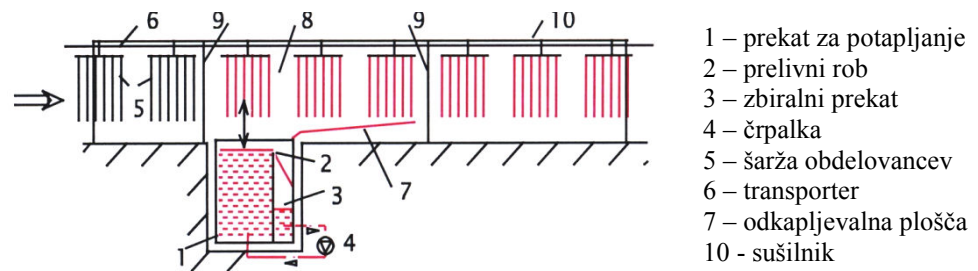 6 9 8 9 10
5
2
3
7
1
4
1 – prekat za potapljanje
2 – prelivni rob
3 – zbiralni prekat
4 – črpalka
5 – šarža obdelovancev
6 – transporter
7 – odkapljevalna plošča
10 - sušilnik